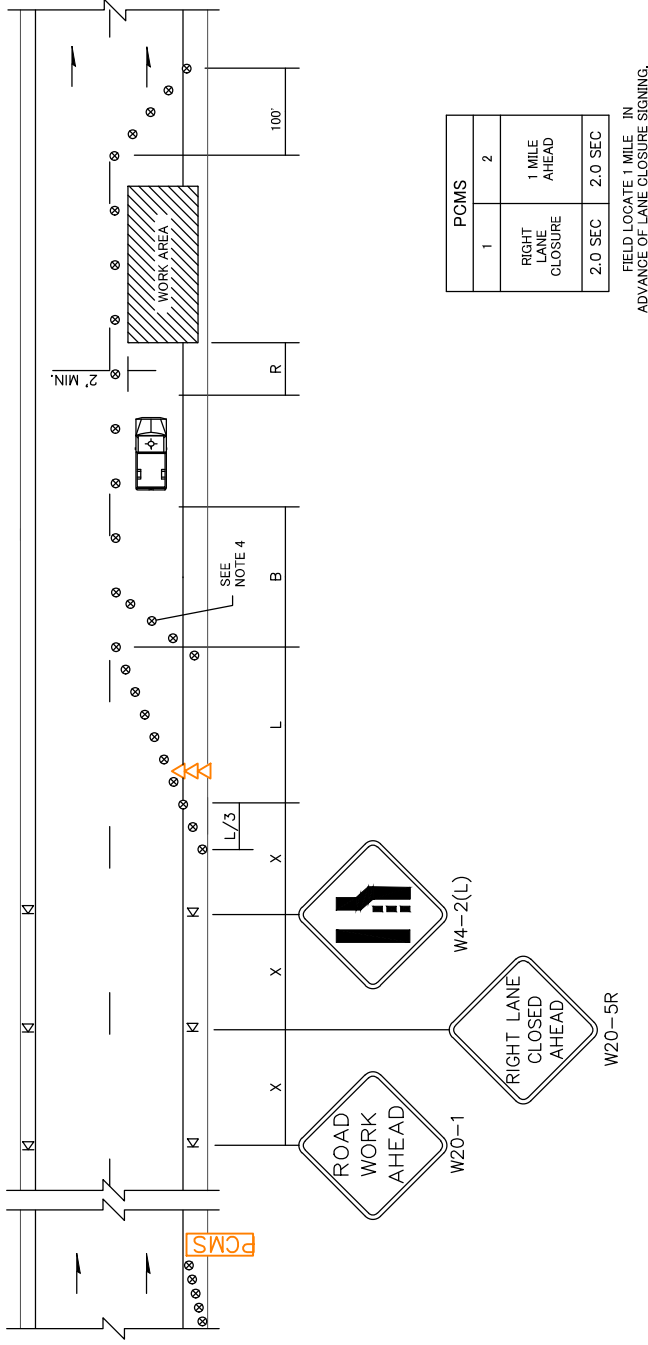 WORK AREA
100'
2' MIN.
R
SEE
NOTE 4
B
L
L/3
X
X
X
PCMS
ROAD
WORK
AHEAD
W20-1
RIGHT LANE
CLOSED
AHEAD
W20-5R
W4-2(L)
PCMS
1
2
RIGHT
LANE
CLOSURE
1 MILE
AHEAD
2.0 SEC
2.0 SEC
FIELD LOCATE 1 MILE IN
ADVANCE OF LANE CLOSURE SIGNING.